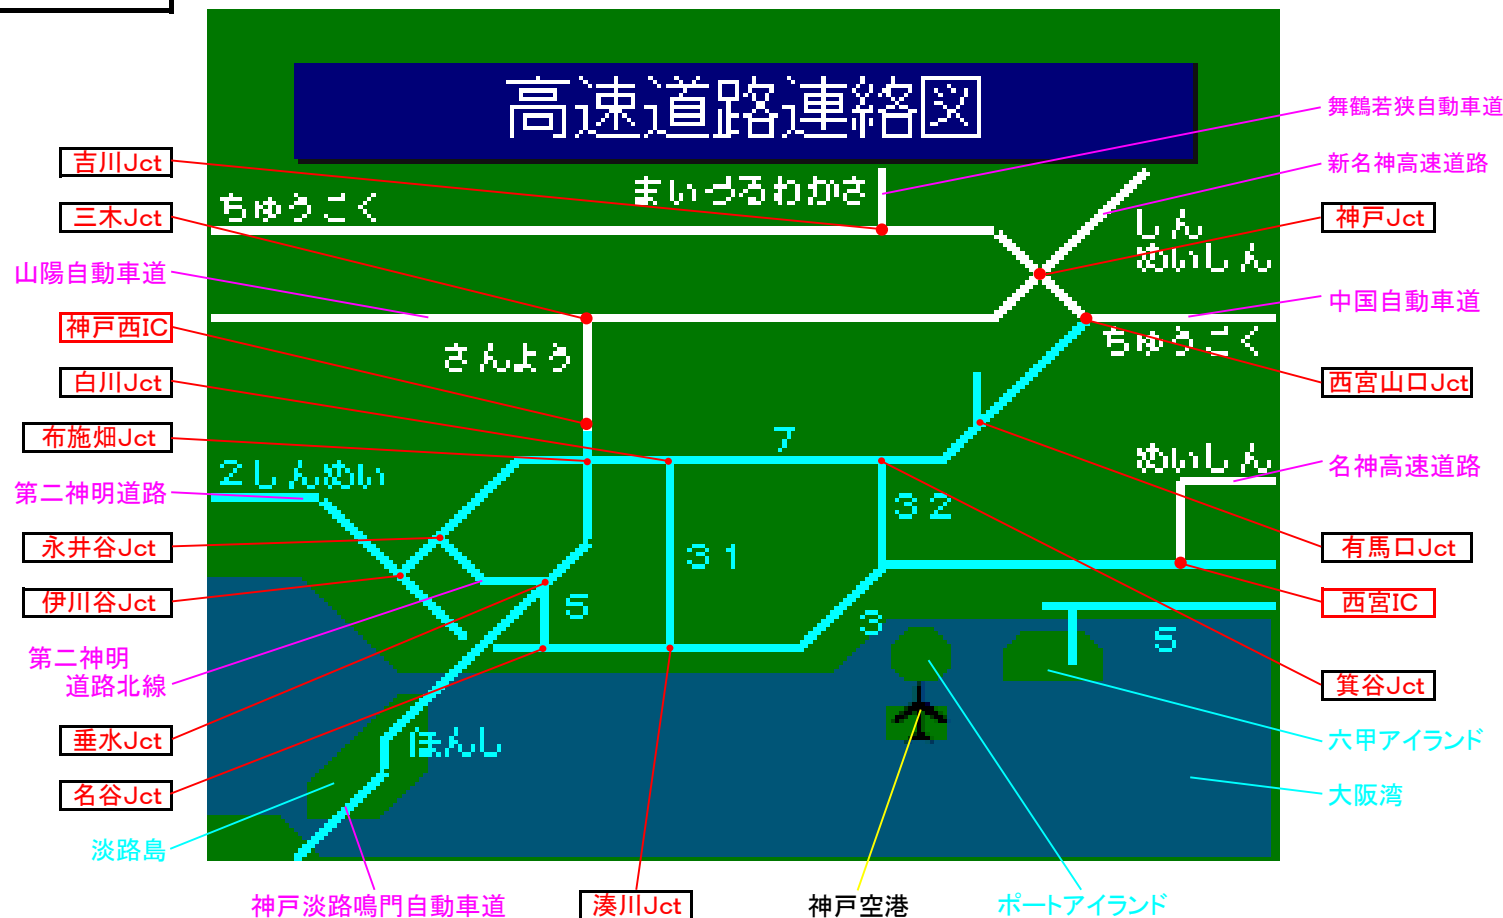 高速道路連絡図
まいづるわかさ
ちゅうごく
しん
めいしん
さんよう
ちゅうごく
7
めいしん
2しんめい
32
31
5
3
5
ほんし
吉川Jct
三木Jct
山陽自動車道
神戸西IC
白川Jct
布施畑Jct
第二神明道路
永井谷Jct
伊川谷Jct
第二神明
道路北線
垂水Jct
名谷Jct
淡路島
神戸淡路鳴門自動車道
湊川Jct
神戸空港
ポートアイランド
舞鶴若狭自動車道
新名神高速道路
神戸Jct
中国自動車道
西宮山口Jct
名神高速道路
有馬口Jct
西宮IC
箕谷Jct
六甲アイランド
大阪湾